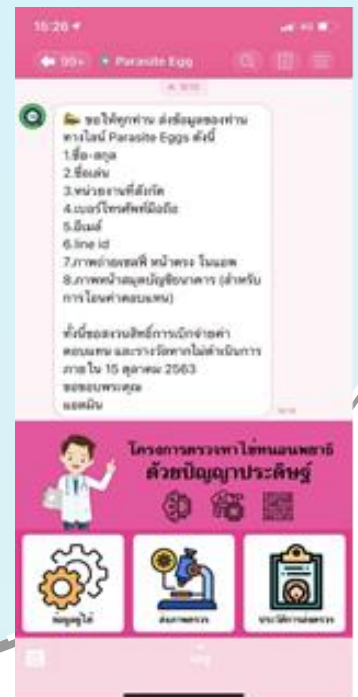 15:26
99+ Parasite Egg
ขอให้ทุกท่าน ส่งข้อมูลของท่าน
ทางไลน์ Parasite Eggs ดังนี้
1.ชื่อ-สกุล
2.ชื่อเล่น
3.หน่วยงานที่สังกัด
4.เบอร์โทรศัพท์มือถือ
5.อีเมล์
6.line id
7.ภาพถ่ายเซลฟี่ หน้าตรง ในแอพ
8.ภาพหน้าสมุดบัญชีธนาคาร (สำหรับ
การโอนค่าตอบแทน)
ทั้งนี้ขอสงวนสิทธิ์การเบิกจ่ายค่า
ตอบแทน และรางวัลหากไม่ดำเนินการ
ภายใน 15 ตุลาคม 2563
ขอขอบพระคุณ
แอดมิน
โครงการตรวจหาไข่หนอนพยาธิ
ด้วยปัญญาประดิษฐ์
ข้อมูลผู้ใช้
ส่งภาพตรวจ
ประวัติการส่งตรวจ
เมนู